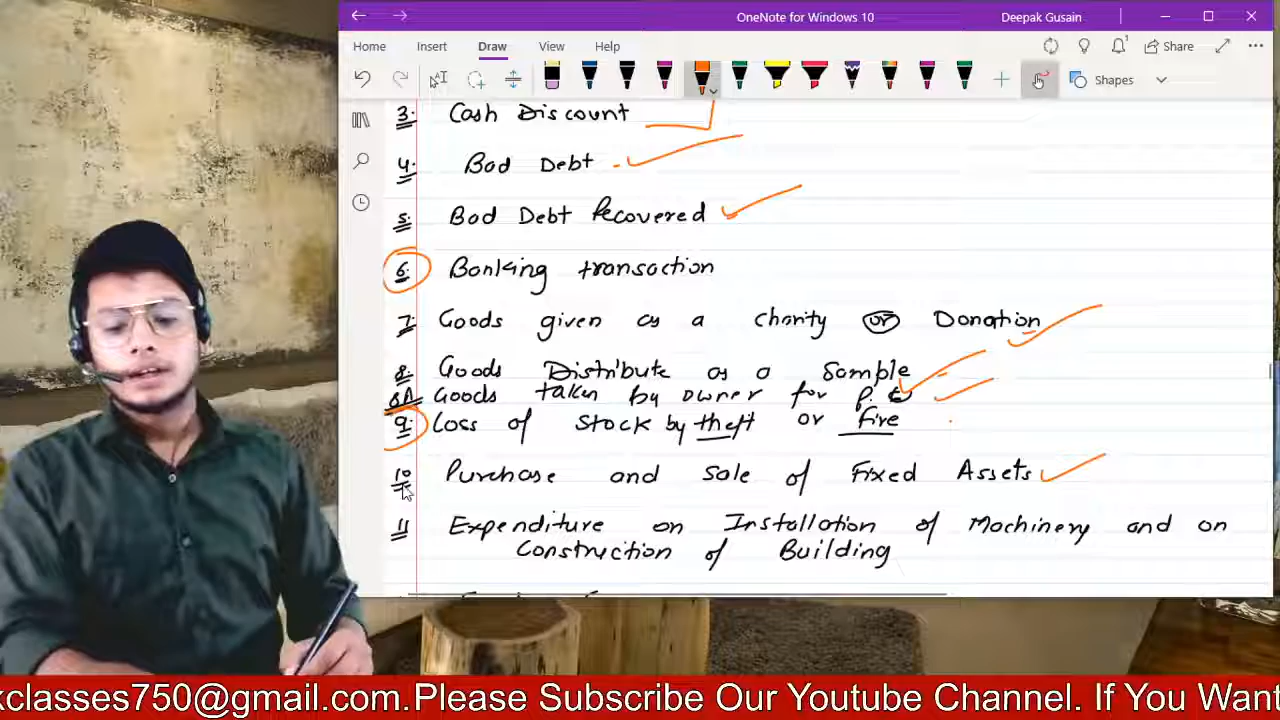 OneNote for Windows 10
Deepak Gusain
Home Insert Draw View Help
Share
Shapes
3. Cash Discount
4. Bad Debt
5. Bad Debt Recovered
6. Banking transaction
7. Goods given as a charity or Donation
8. Goods Distribute as a Sample
8A Goods taken by owner for P.C
9. Loss of Stock by theft or Fire
10 Purchase and Sale of Fixed Assets
11 Expenditure on Installation of Machinery and on
Construction of Building
xclasses750@gmail.com.Please Subscribe Our Youtube Channel. If You Want